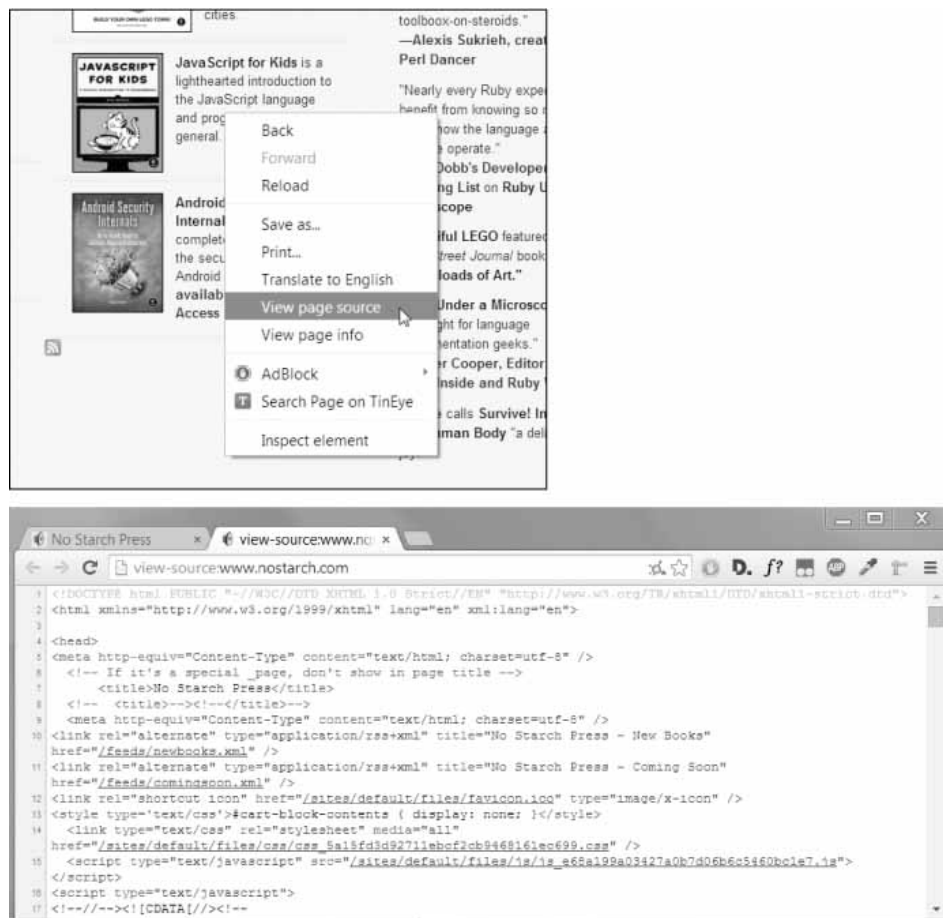 BUILD YOUR OWN LEGO TOWN!
cities.
JAVASCRIPT
FOR KIDS
JavaScript for Kids is a
lighthearted introduction to
the JavaScript language
and prog
general.
Android Security
Internals
Android
Internal
complet
the secu
Android
availab
Access
toolboox-on-steroids."
—Alexis Sukrieh, creat
Perl Dancer
"Nearly every Ruby expe
benefit from knowing so
how the language
operate."
Dobb's Develope
ng List on Ruby U
scope
iful LEGO featured
treet Journal book
loads of Art."
Under a Microsco
ght for language
mentation geeks."
r Cooper, Editor
Inside and Ruby
calls Survive! In
man Body "a deli
Back
Forward
Reload
Save as...
Print...
Translate to English
View page source
View page info
AdBlock
T Search Page on TinEye
Inspect element
No Starch Press × view-source:www.no ×
view-source:www.nostarch.com D. f?
1 <!DOCTYPE html PUBLIC "-//W3C//DTD XHTML 1.0 Strict//EN" "http://www.w3.org/TR/xhtml1/DTD/xhtml1-strict.dtd">
2 <html xmlns="http://www.w3.org/1999/xhtml" lang="en" xml:lang="en">
3
4 <head>
5 <meta http-equiv="Content-Type" content="text/html; charset=utf-8" />
6 <!-- If it's a special _page, don't show in page title -->
7 <title>No Starch Press</title>
8 <!-- <title>--><!--</title>-->
9 <meta http-equiv="Content-Type" content="text/html; charset=utf-8" />
10 <link rel="alternate" type="application/rss+xml" title="No Starch Press - New Books"
href="/feeds/newbooks.xml" />
11 <link rel="alternate" type="application/rss+xml" title="No Starch Press - Coming Soon"
href="/feeds/comingsoon.xml" />
12 <link rel="shortcut icon" href="/sites/default/files/favicon.ico" type="image/x-icon" />
13 <style type='text/css'>#cart-block-contents { display: none; }</style>
14 <link type="text/css" rel="stylesheet" media="all"
href="/sites/default/files/css/css_5a15fd3d92711ebcf2cb9468161ec699.css" />
15 <script type="text/javascript" src="/sites/default/files/js/js_e65a199a03427a0b7d06b6c5460bc1e7.js">
</script>
16 <script type="text/javascript">
17 <!--//--><![CDATA[//><!--